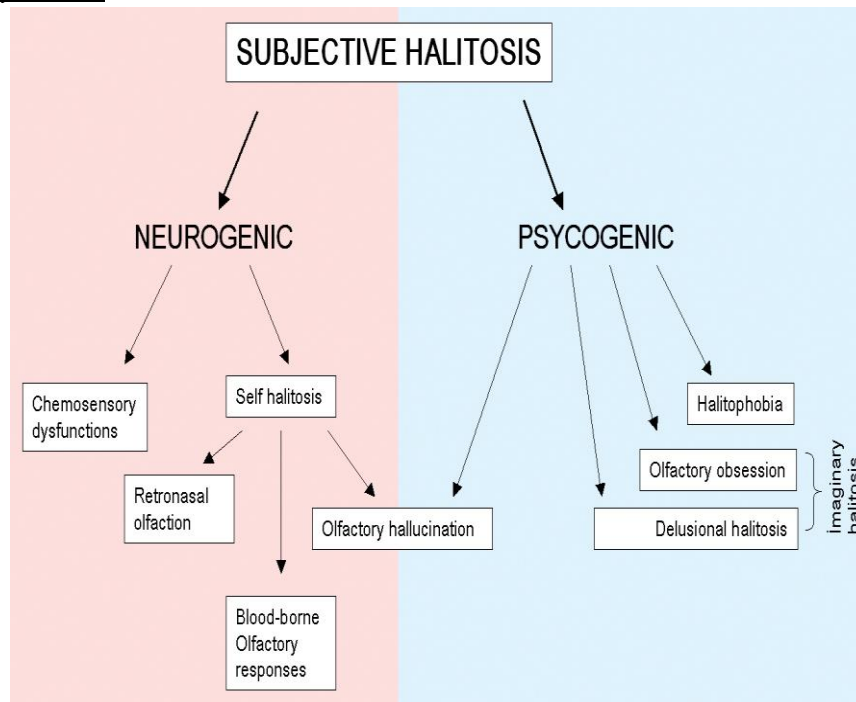 SUBJECTIVE HALITOSIS
NEUROGENIC
PSYCOGENIC
Chemosensory
dysfunctions
Self halitosis
Halitophobia
Retronasal
olfaction
Olfactory hallucination
Olfactory obsession
Delusional halitosis
Imaginary
halitosis
Blood-borne
Olfactory
responses